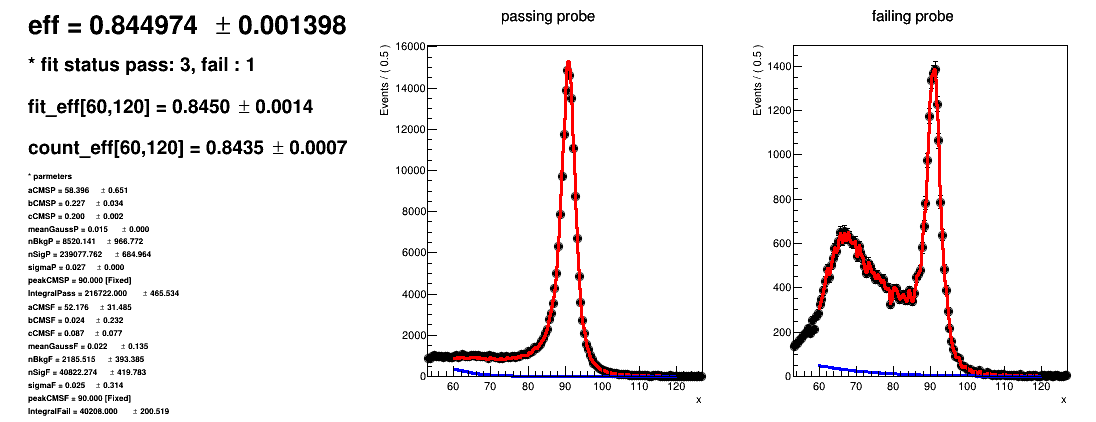 eff = 0.844974 ± 0.001398
* fit status pass: 3, fail : 1
fit_eff[60,120] = 0.8450 ± 0.0014
count_eff[60,120] = 0.8435 ± 0.0007
* parmeters
aCMSP = 58.396 ± 0.651
bCMSP = 0.227 ± 0.034
cCMSP = 0.200 ± 0.002
meanGaussP = 0.015 ± 0.000
nBkgP = 8520.141 ± 966.772
nSigP = 239077.762 ± 684.964
sigmaP = 0.027 ± 0.000
peakCMSP = 90.000 [Fixed]
IntegralPass = 216722.000 ± 465.534
aCMSF = 52.176 ± 31.485
bCMSF = 0.024 ± 0.232
cCMSF = 0.087 ± 0.077
meanGaussF = 0.022 ± 0.135
nBkgF = 2185.515 ± 393.385
nSigF = 40822.274 ± 419.783
sigmaF = 0.025 ± 0.314
peakCMSF = 90.000 [Fixed]
IntegralFail = 40208.000 ± 200.519
passing probe
Events / ( 0.5 )
16000
14000
12000
10000
8000
6000
4000
2000
0
60 70 80 90 100 110 120
x
failing probe
Events / ( 0.5 )
1400
1200
1000
800
600
400
200
0
60 70 80 90 100 110 120
x